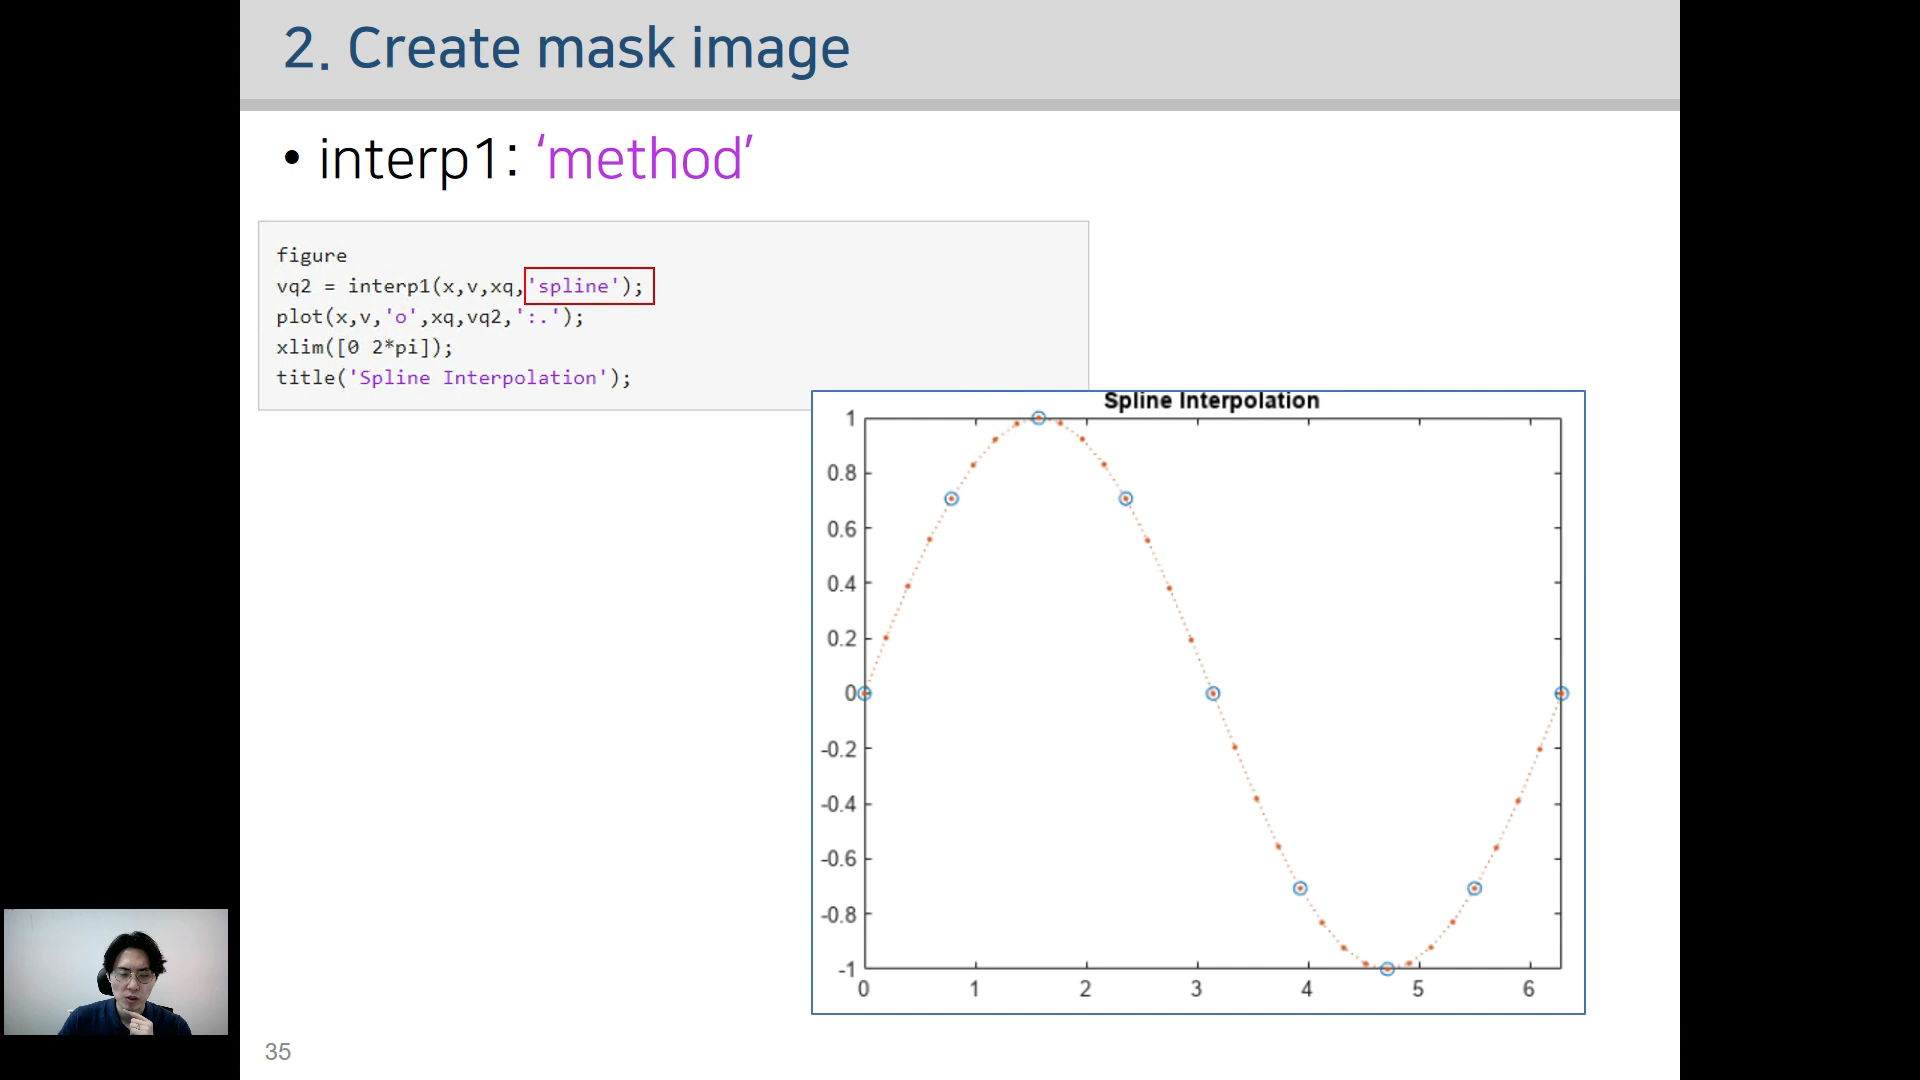 2. Create mask image
• interp1: ‘method’
figure
vq2 = interp1(x,v,xq,'spline');
plot(x,v,'o',xq,vq2,':.');
xlim([0 2*pi]);
title('Spline Interpolation');
Spline Interpolation
1
0.8
0.6
0.4
0.2
0
-0.2
-0.4
-0.6
-0.8
-1
0 1 2 3 4 5 6
35